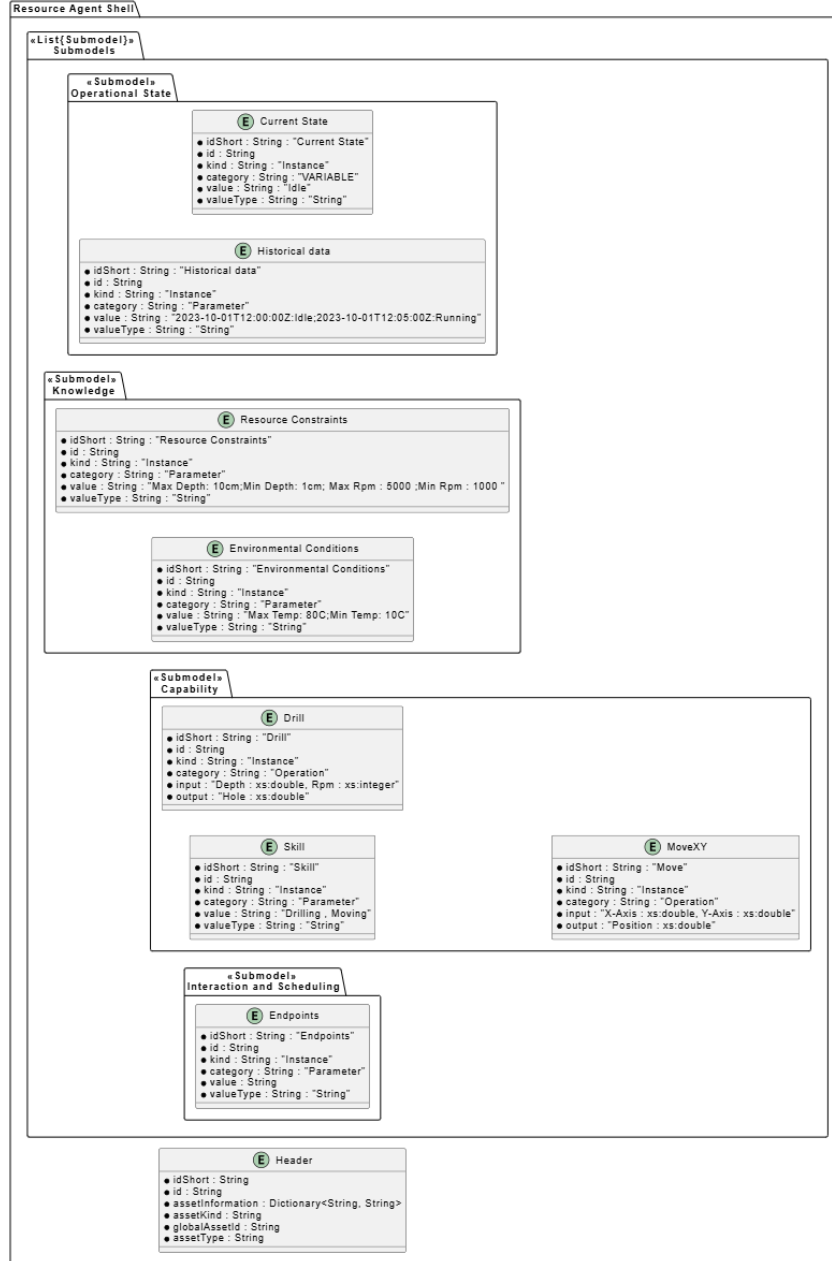 Resource Agent Shell
«List{Submodel}»
Submodels
«Submodel»
Operational State
E Current State
idShort : String : "Current State"
id : String
kind : String : "Instance"
category : String : "VARIABLE"
value : String : "Idle"
valueType : String : "String"
E Historical data
idShort : String : "Historical data"
id : String
kind : String : "Instance"
category : String : "Parameter"
value : String : "2023-10-01T12:00:00Z:Idle;2023-10-01T12:05:00Z:Running"
valueType : String : "String"
«Submodel»
Knowledge
E Resource Constraints
idShort : String : "Resource Constraints"
id : String
kind : String : "Instance"
category : String : "Parameter"
value : String : "Max Depth: 10cm;Min Depth: 1cm; Max Rpm : 5000 ;Min Rpm : 1000 "
valueType : String : "String"
E Environmental Conditions
idShort : String : "Environmental Conditions"
id : String
kind : String : "Instance"
category : String : "Parameter"
value : String : "Max Temp: 80C;Min Temp: 10C"
valueType : String : "String"
«Submodel»
Capability
E Drill
idShort : String : "Drill"
id : String
kind : String : "Instance"
category : String : "Operation"
input : "Depth : xs:double, Rpm : xs:integer"
output : "Hole : xs:double"
E Skill
idShort : String : "Skill"
id : String
kind : String : "Instance"
category : String : "Parameter"
value : String : "Drilling , Moving"
valueType : String : "String"
E MoveXY
idShort : String : "Move"
id : String
kind : String : "Instance"
category : String : "Operation"
input : "X-Axis : xs:double, Y-Axis : xs:double"
output : "Position : xs:double"
«Submodel»
Interaction and Scheduling
E Endpoints
idShort : String : "Endpoints"
id : String
kind : String : "Instance"
category : String : "Parameter"
value : String
valueType : String : "String"
E Header
idShort : String
id : String
assetInformation : Dictionary<String, String>
assetKind : String
globalAssetId : String
assetType : String